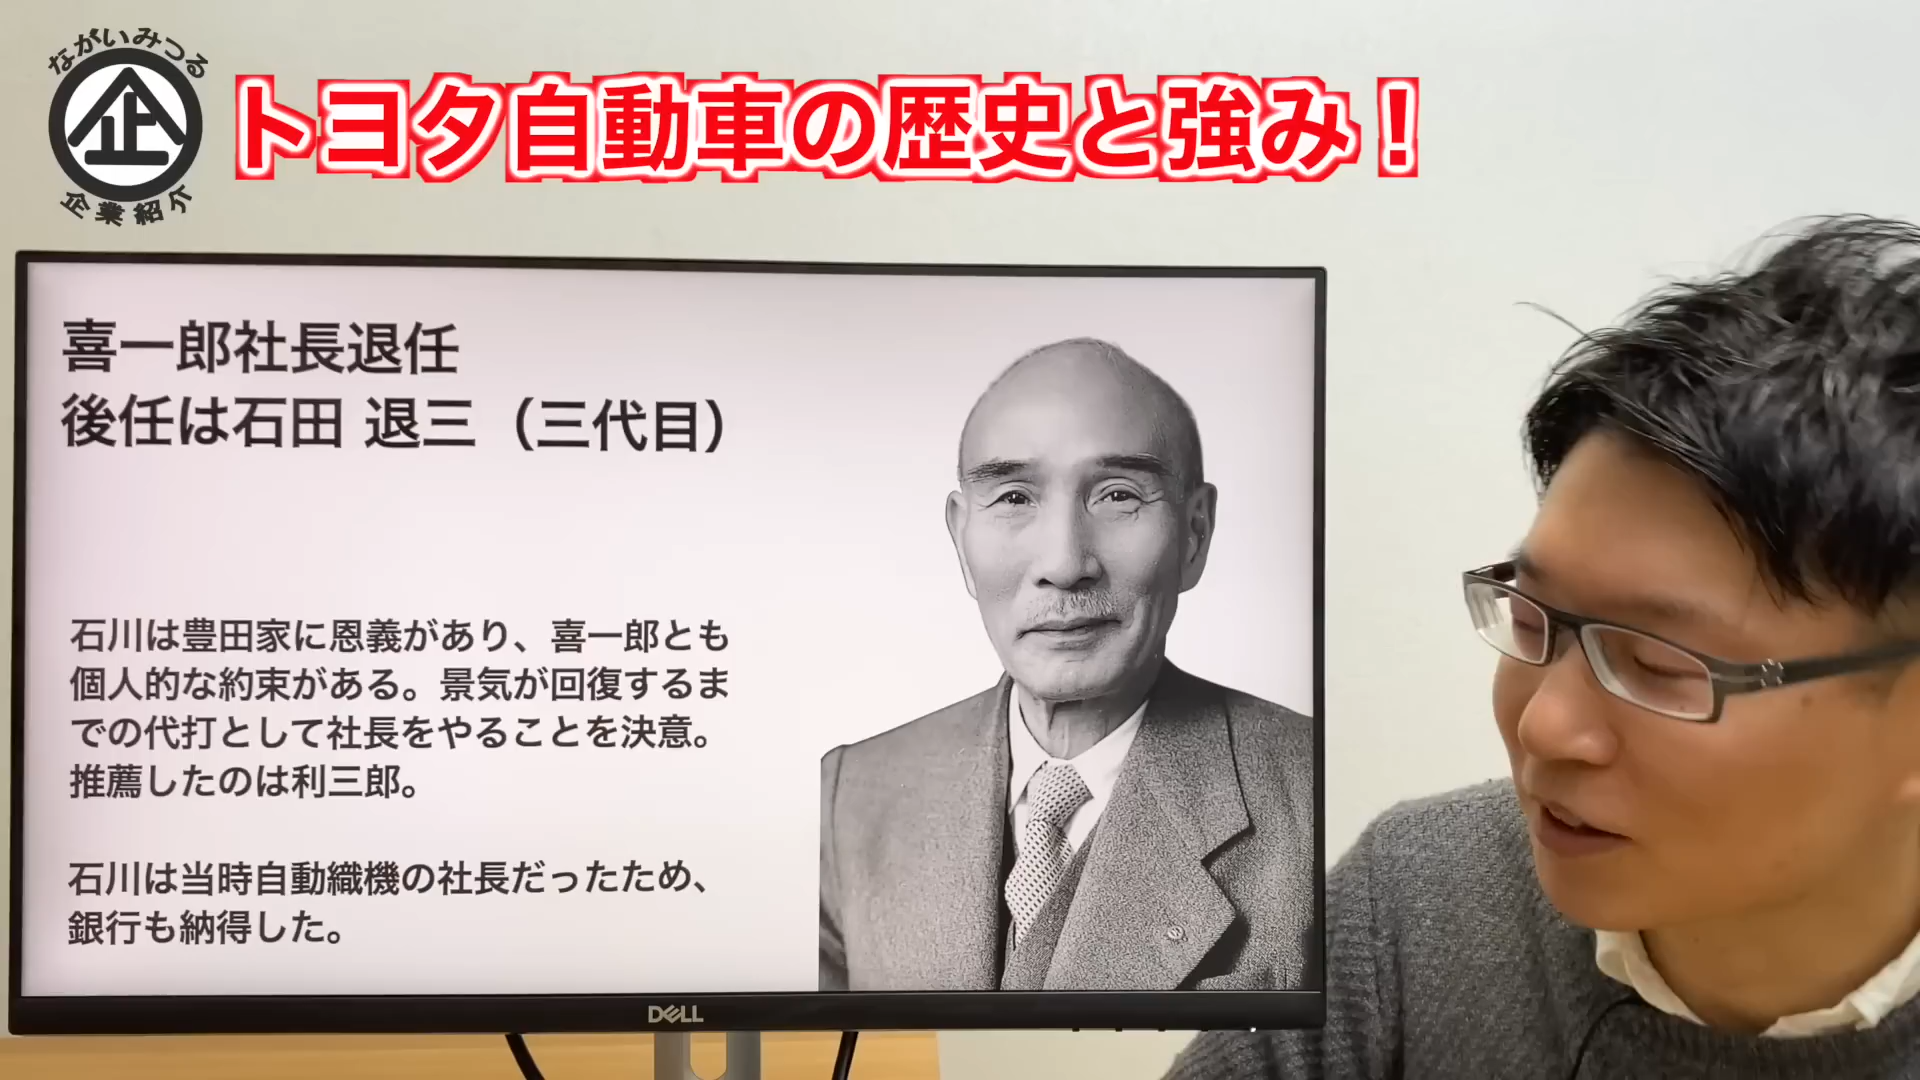 ながいみつる
企
企業紹介
トヨタ自動車の歴史と強み！
喜一郎社長退任
後任は石田 退三（三代目）
石川は豊田家に恩義があり、喜一郎とも
個人的な約束がある。景気が回復するま
での代打として社長をやることを決意。
推薦したのは利三郎。
石川は当時自動織機の社長だったため、
銀行も納得した。
DELL